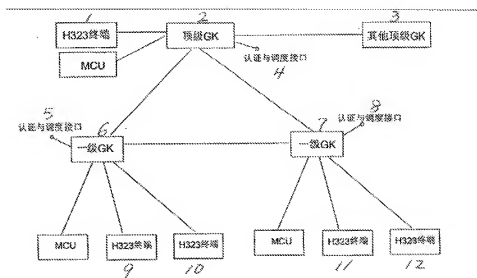 1
2
3
H323终端
顶级GK
其他顶级GK
MCU
认证与调度接口
4
5
认证与调度接口
6
一级GK
7
一级GK
8
认证与调度接口
MCU
H323终端
H323终端
MCU
H323终端
H323终端
9
10
11
12